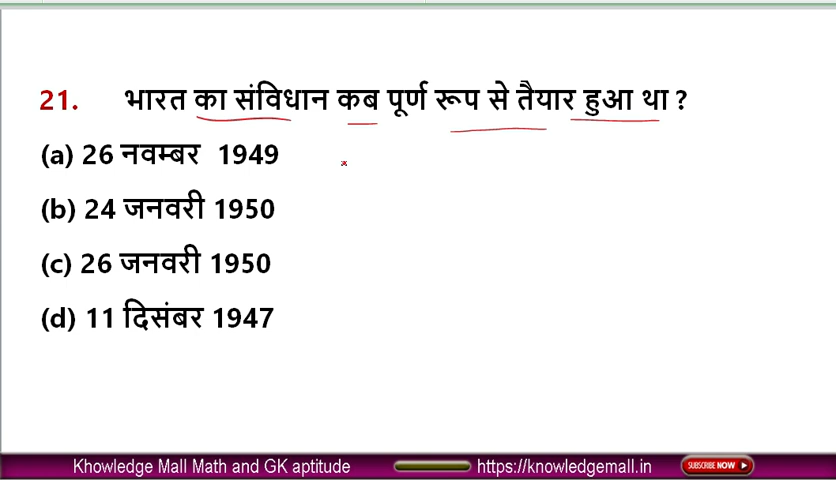 21. भारत का संविधान कब पूर्ण रूप से तैयार हुआ था ?
(a) 26 नवम्बर 1949
(b) 24 जनवरी 1950
(c) 26 जनवरी 1950
(d) 11 दिसंबर 1947
Khowledge Mall Math and GK aptitude https://knowledgemall.in SUBSCRIBE NOW